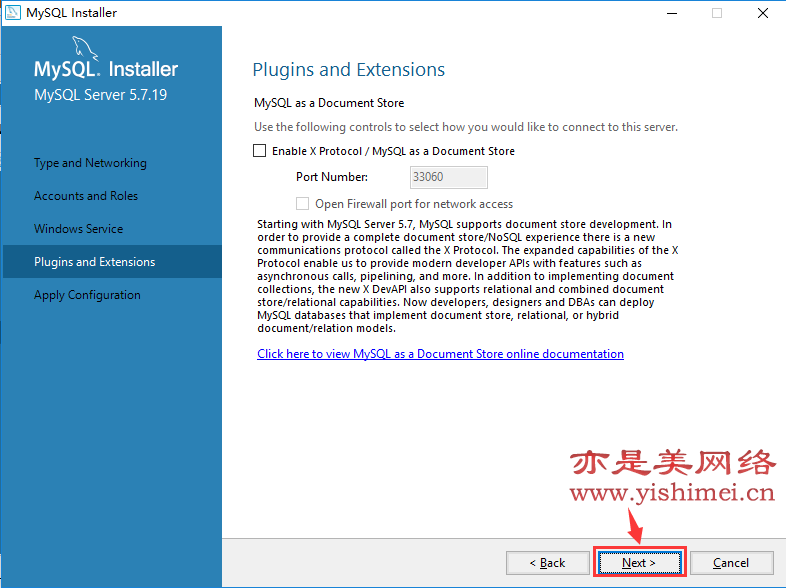 MySQL Installer
MySQL. Installer
MySQL Server 5.7.19
Type and Networking
Accounts and Roles
Windows Service
Plugins and Extensions
Apply Configuration
Plugins and Extensions
MySQL as a Document Store
Use the following controls to select how you would like to connect to this server.
Enable X Protocol / MySQL as a Document Store
Port Number: 33060
Open Firewall port for network access
Starting with MySQL Server 5.7, MySQL supports document store development. In
order to provide a complete document store/NoSQL experience there is a new
communications protocol called the X Protocol. The expanded capabilities of the X
Protocol enable us to provide modern developer APIs with features such as
asynchronous calls, pipelining, and more. In addition to implementing document
collections, the new X DevAPI also supports relational and combined document
store/relational capabilities. Now developers, designers and DBAs can deploy
MySQL databases that implement document store, relational, or hybrid
document/relation models.
Click here to view MySQL as a Document Store online documentation
亦是美网络
www.yishimei.cn
< Back Next > Cancel